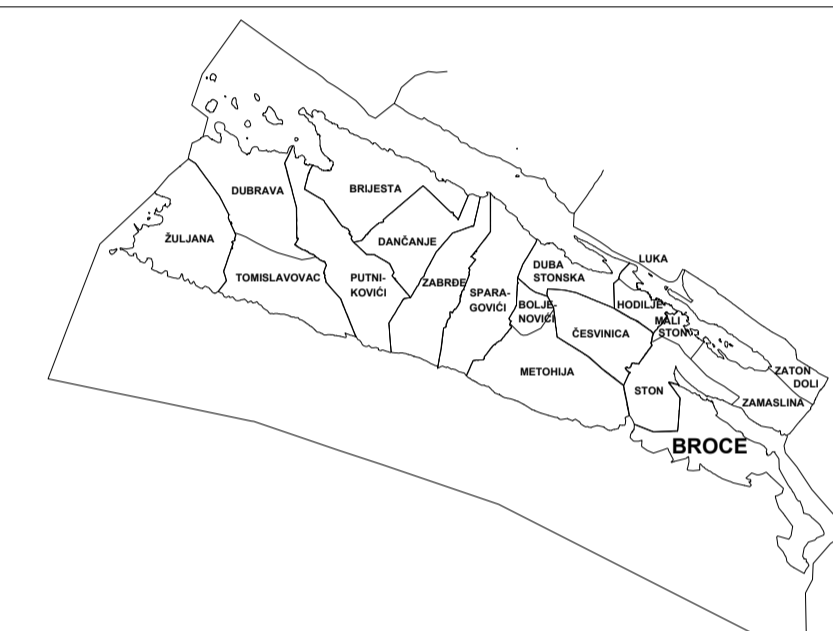 DUBRAVA
BRIJESTA
ŽULJANA
DANČANJE
TOMISLAVOVAC
PUTNI-
KOVIĆI
ZABRĐE
SPARA-
GOVIĆI
DUBA
STONSKA
LUKA
BOLJE-
NOVIĆI
HODILJE
MALI
STON
ČESVINICA
METOHIJA
STON
ZATON
DOLI
ZAMASLINA
BROCE